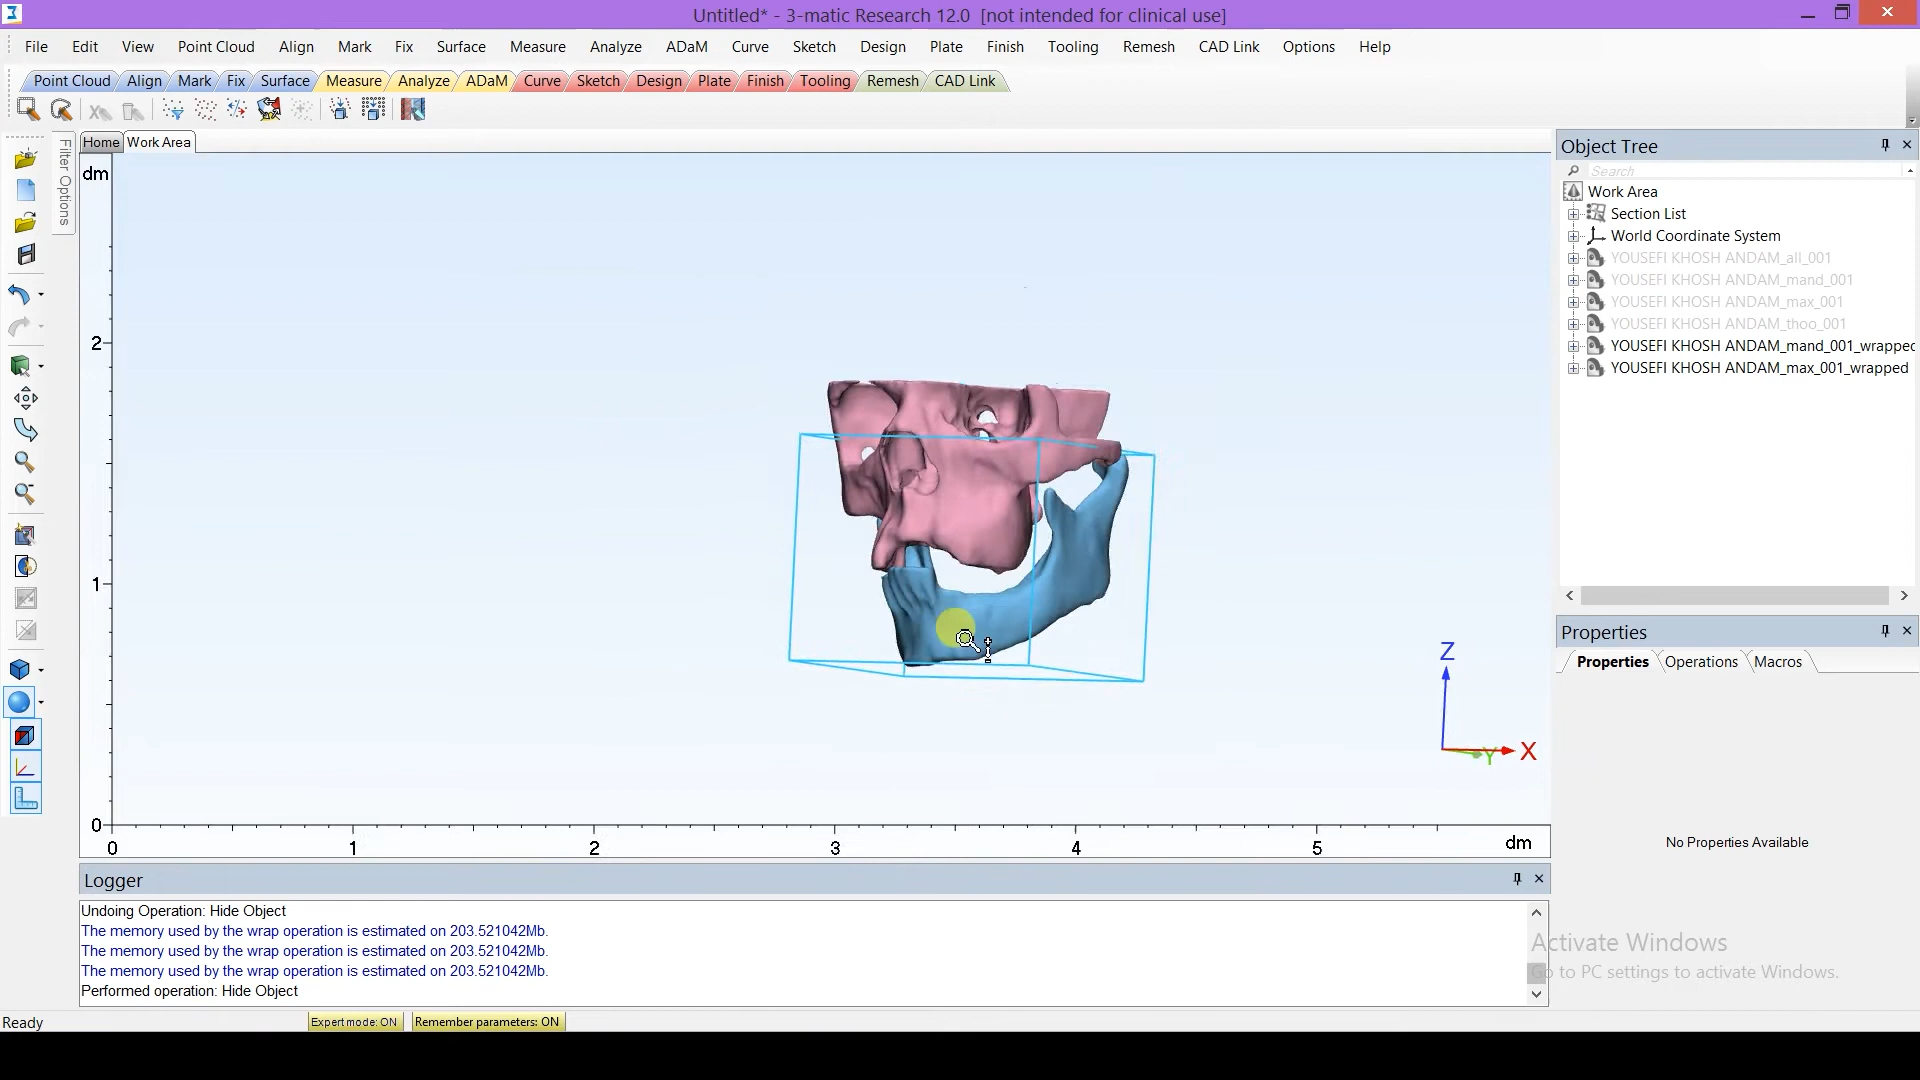 Untitled* - 3-matic Research 12.0 [not intended for clinical use]
File Edit View Point Cloud Align Mark Fix Surface Measure Analyze ADaM Curve Sketch Design Plate Finish Tooling Remesh CAD Link Options Help
Point Cloud Align Mark Fix Surface Measure Analyze ADaM Curve Sketch Design Plate Finish Tooling Remesh CAD Link
Filter Options
Home Work Area
dm
2
1
0
0 1 2 3 4 5 dm
Z
Y X
Object Tree
Search
Work Area
Section List
World Coordinate System
YOUSEFI KHOSH ANDAM_all_001
YOUSEFI KHOSH ANDAM_mand_001
YOUSEFI KHOSH ANDAM_max_001
YOUSEFI KHOSH ANDAM_thoo_001
YOUSEFI KHOSH ANDAM_mand_001_wrapped
YOUSEFI KHOSH ANDAM_max_001_wrapped
Properties
Properties Operations Macros
No Properties Available
Logger
Undoing Operation: Hide Object
The memory used by the wrap operation is estimated on 203.521042Mb.
The memory used by the wrap operation is estimated on 203.521042Mb.
The memory used by the wrap operation is estimated on 203.521042Mb.
Performed operation: Hide Object
Activate Windows
Go to PC settings to activate Windows.
Ready Expert mode: ON Remember parameters: ON